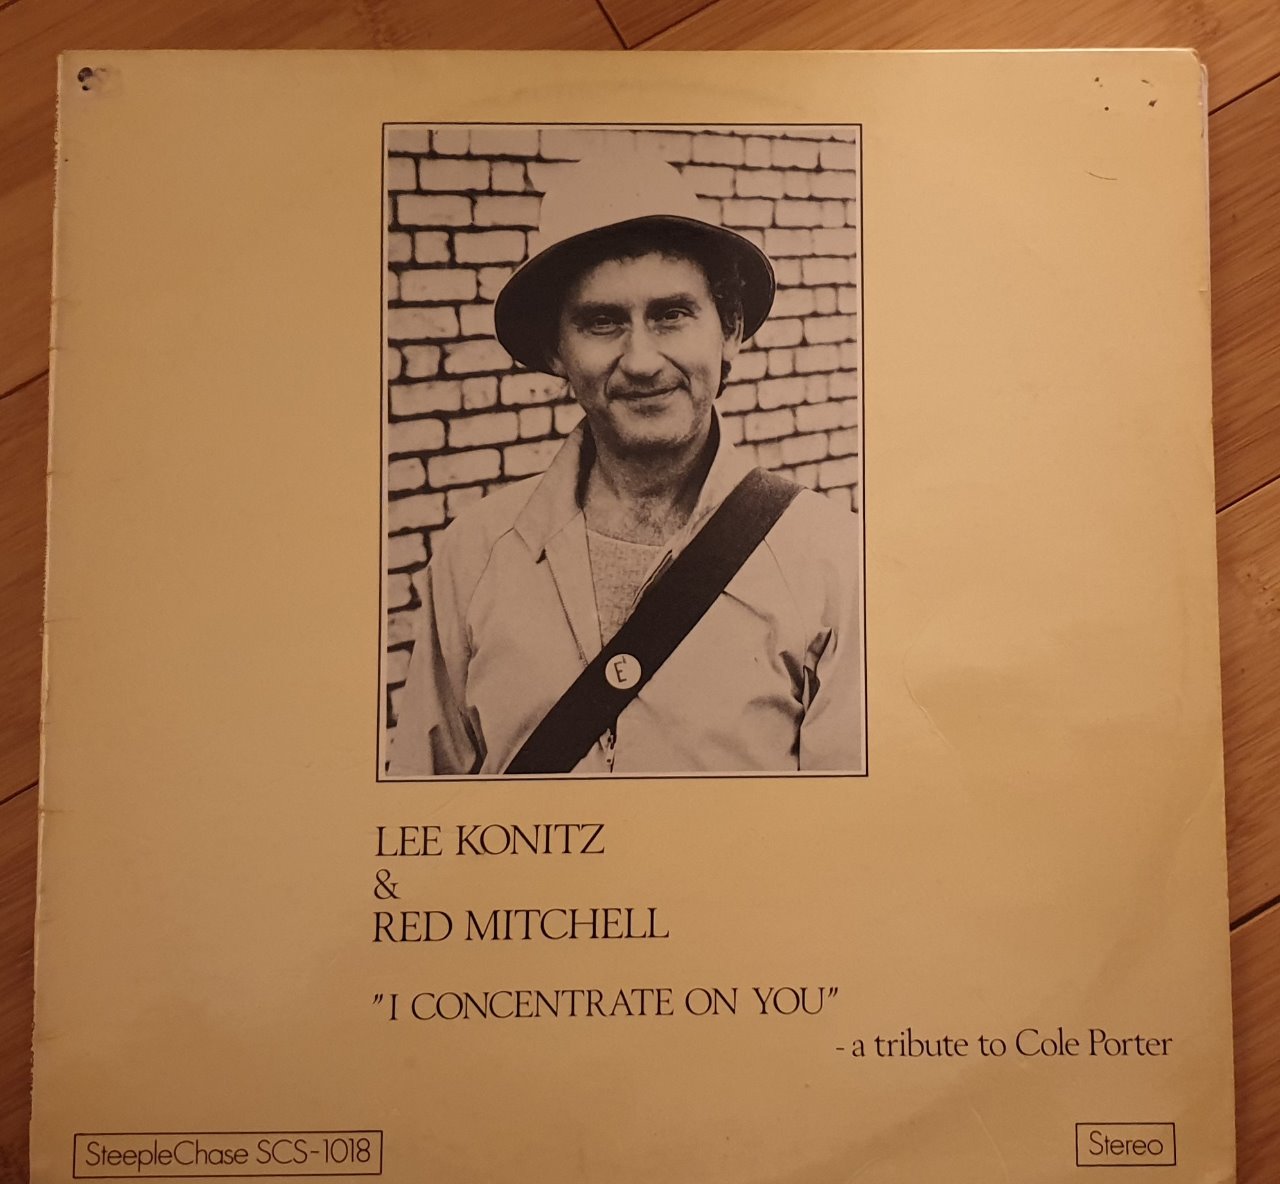 E
LEE KONITZ
&
RED MITCHELL
”I CONCENTRATE ON YOU”
- a tribute to Cole Porter
SteepleChase SCS-1018
Stereo